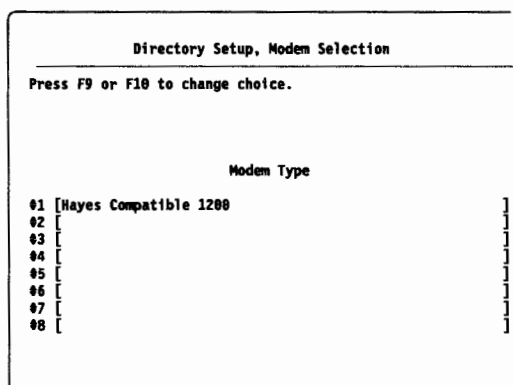 Directory Setup, Modem Selection
Press F9 or F10 to change choice.
Modem Type
#1 [Hayes Compatible 1200 ]
#2 [ ]
#3 [ ]
#4 [ ]
#5 [ ]
#6 [ ]
#7 [ ]
#8 [ ]